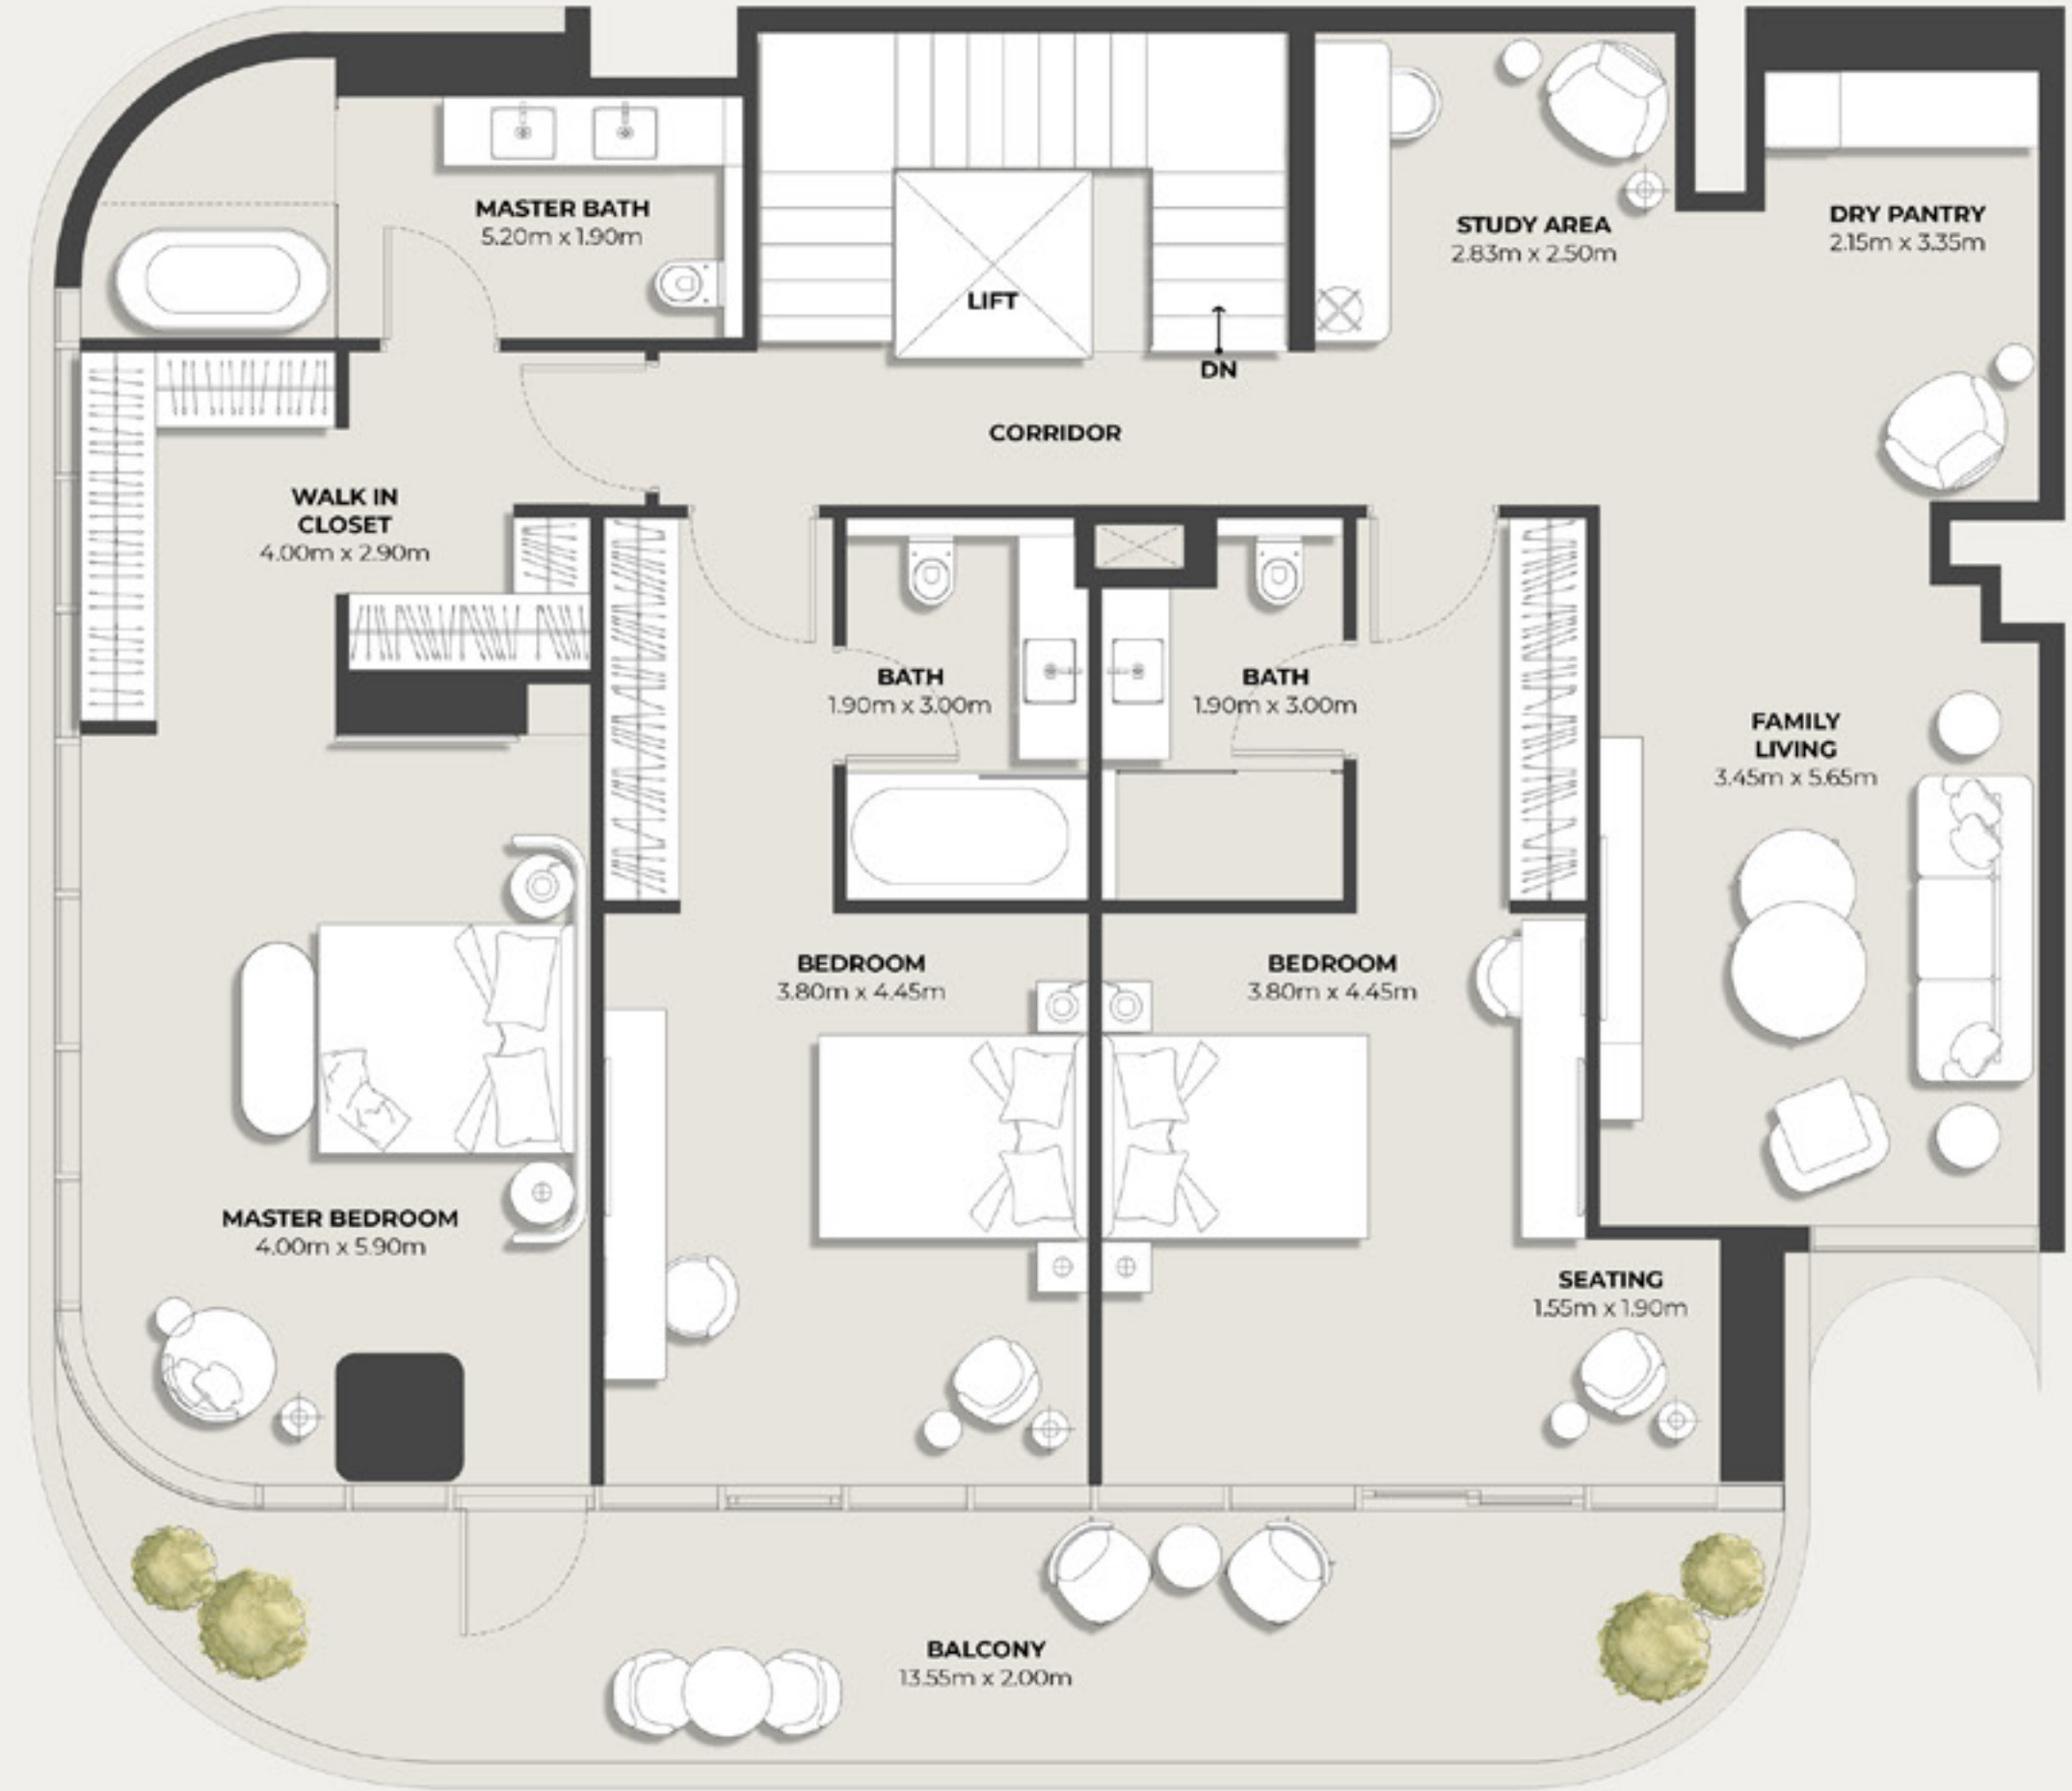 MASTER BATH
5.20m x 1.90m
LIFT
DN
STUDY AREA
2.83m x 2.50m
DRY PANTRY
2.15m x 3.35m
CORRIDOR
WALK IN
CLOSET
4.00m x 2.90m
BATH
1.90m x 3.00m
BATH
1.90m x 3.00m
FAMILY
LIVING
3.45m x 5.65m
BEDROOM
3.80m x 4.45m
BEDROOM
3.80m x 4.45m
MASTER BEDROOM
4.00m x 5.90m
SEATING
1.55m x 1.90m
BALCONY
13.55m x 2.00m